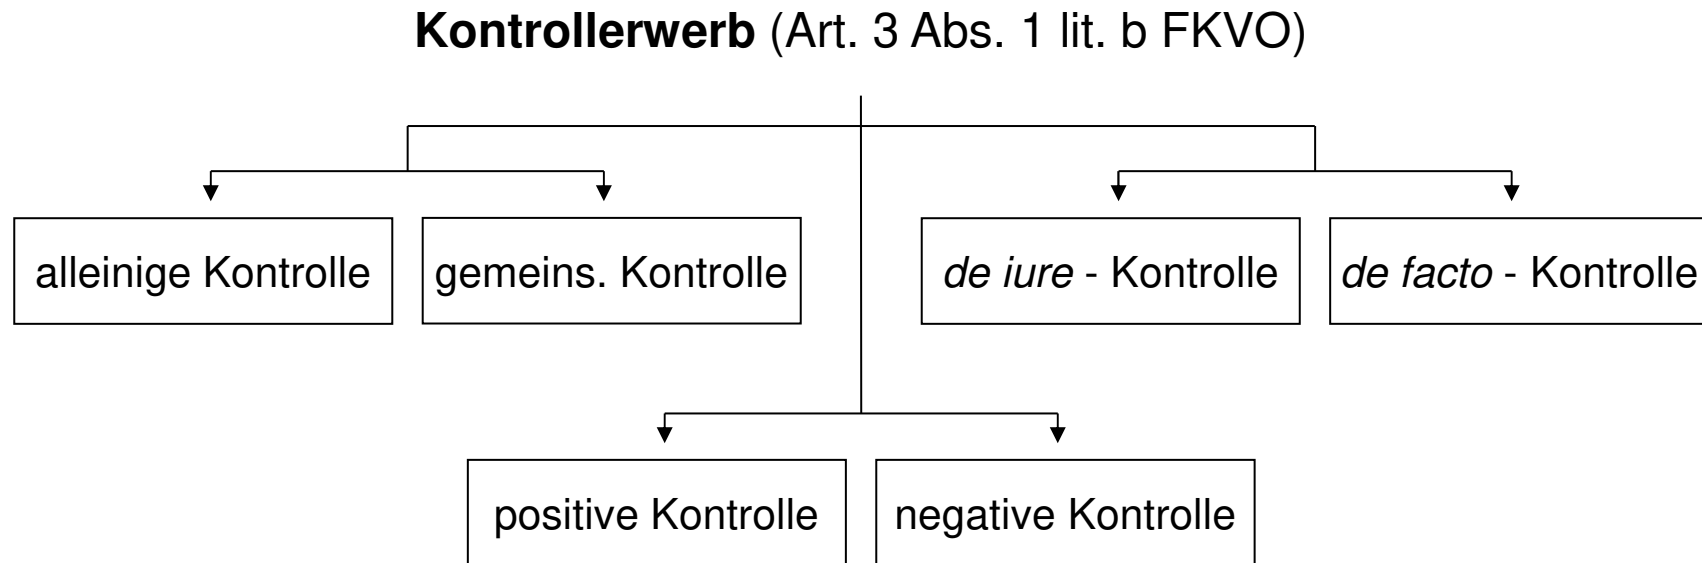 Kontrollerwerb (Art. 3 Abs. 1 lit. b FKVO)
alleinige Kontrolle
gemeins. Kontrolle
de iure - Kontrolle
de facto - Kontrolle
positive Kontrolle
negative Kontrolle